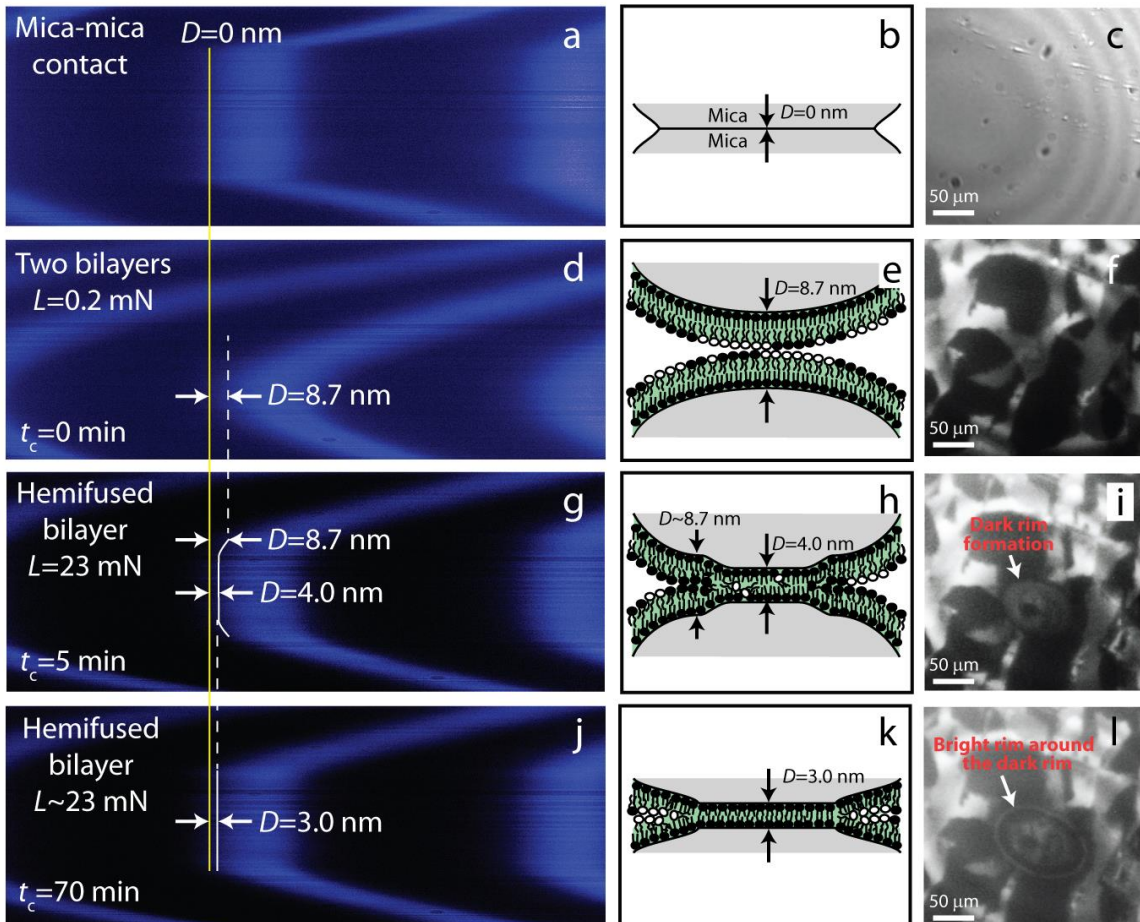 Mica-mica
contact
D=0 nm
a
b
Mica
D=0 nm
Mica
c
50 μm
Two bilayers
L=0.2 mN
d
D=8.7 nm
t_c=0 min
e
D=8.7 nm
f
50 μm
Hemifused
bilayer
L=23 mN
g
D=8.7 nm
D=4.0 nm
t_c=5 min
h
D~8.7 nm
D=4.0 nm
i
Dark rim
formation
50 μm
Hemifused
bilayer
L~23 mN
j
D=3.0 nm
t_c=70 min
k
D=3.0 nm
l
Bright rim around
the dark rim
50 μm